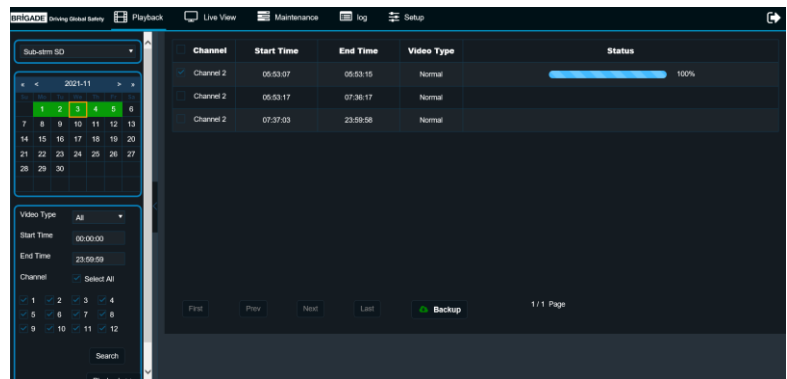 BRIGADE Driving Global Safety Playback Live View Maintenance log Setup
Sub-strm SD
« < 2021-11 > »
1 2 3 4 5 6
7 8 9 10 11 12 13
14 15 16 17 18 19 20
21 22 23 24 25 26 27
28 29 30
Video Type All
Start Time 00:00:00
End Time 23:59:59
Channel Select All
1 2 3 4
5 6 7 8
9 10 11 12
Search
Channel Start Time End Time Video Type Status
Channel 2 05:53:07 05:53:15 Normal 100%
Channel 2 05:53:17 07:36:17 Normal
Channel 2 07:37:03 23:59:58 Normal
First Prev Next Last Backup 1 / 1 Page